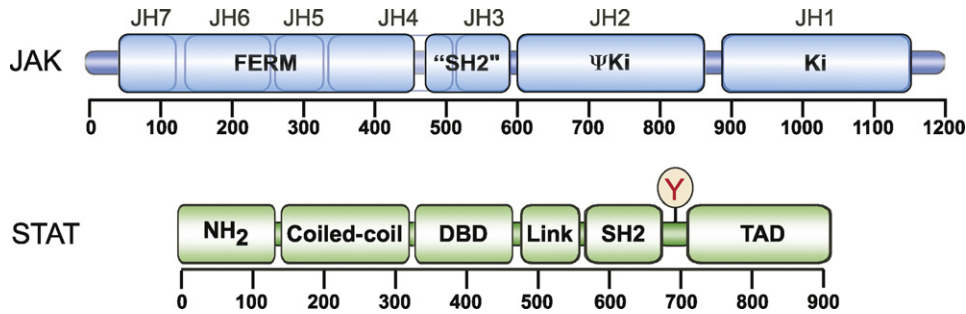 JH7 JH6 JH5 JH4 JH3 JH2 JH1
JAK FERM “SH2" ΨKi Ki
0 100 200 300 400 500 600 700 800 900 1000 1100 1200
Y
STAT NH2 Coiled-coil DBD Link SH2 TAD
0 100 200 300 400 500 600 700 800 900